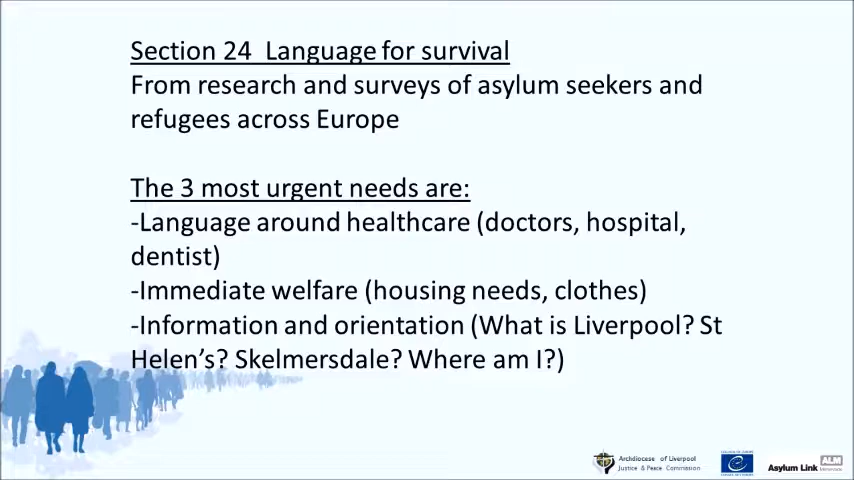 Section 24  Language for survival
From research and surveys of asylum seekers and
refugees across Europe
The 3 most urgent needs are:
-Language around healthcare (doctors, hospital,
dentist)
-Immediate welfare (housing needs, clothes)
-Information and orientation (What is Liverpool? St
Helen’s? Skelmersdale? Where am I?)
Archdiocese of Liverpool
Justice & Peace Commission
Asylum Link ALM